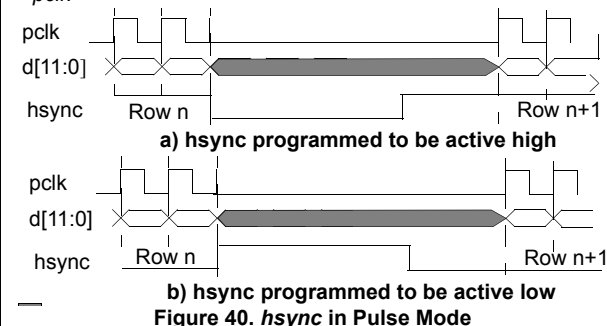 pclk
pclk
d[11:0]
hsync Row n Row n+1
a) hsync programmed to be active high
pclk
d[11:0]
hsync Row n Row n+1
b) hsync programmed to be active low
Figure 40. hsync in Pulse Mode